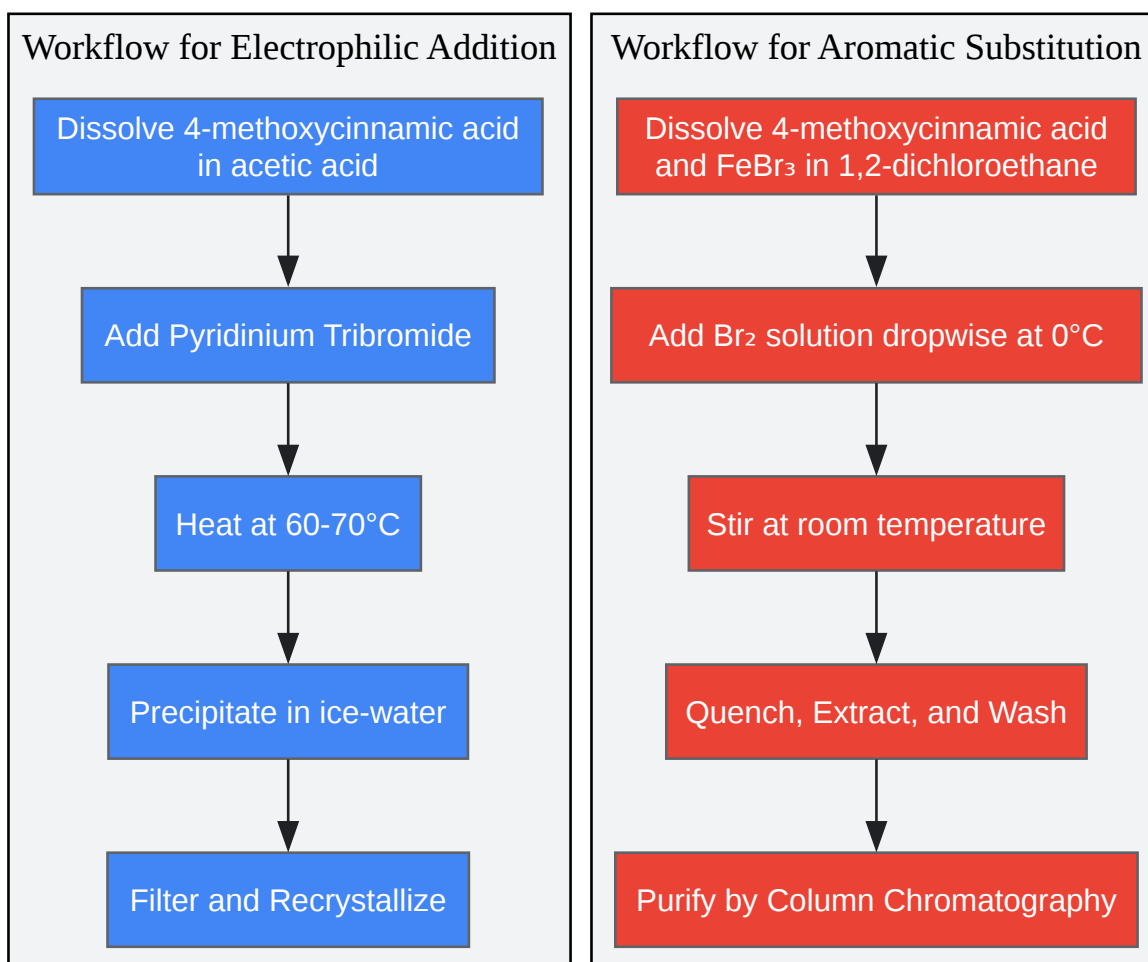 Workflow for Electrophilic Addition
Dissolve 4-methoxycinnamic acid
in acetic acid
Add Pyridinium Tribromide
Heat at 60-70°C
Precipitate in ice-water
Filter and Recrystallize
Workflow for Aromatic Substitution
Dissolve 4-methoxycinnamic acid
and FeBr₃ in 1,2-dichloroethane
Add Br₂ solution dropwise at 0°C
Stir at room temperature
Quench, Extract, and Wash
Purify by Column Chromatography